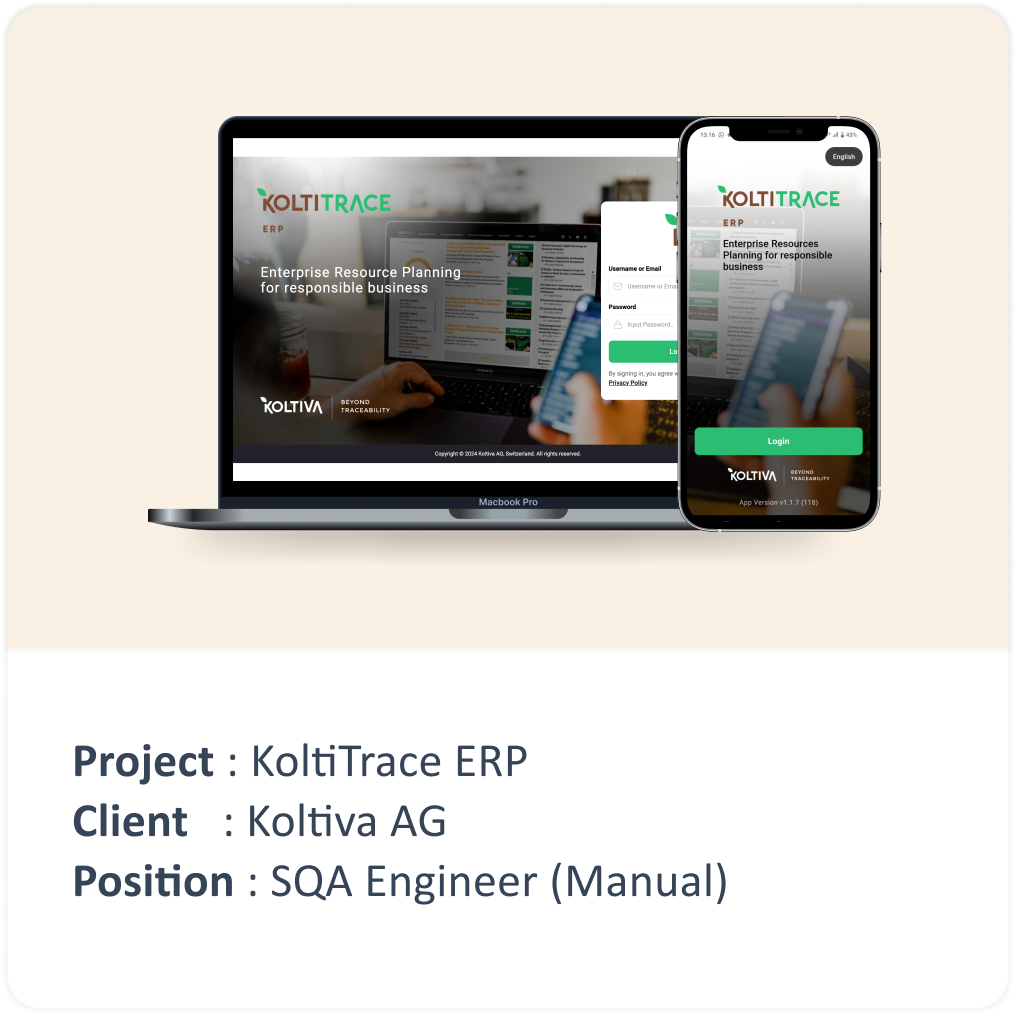 KOLTITRACE
ERP
Enterprise Resource Planning
for responsible business
KOLTIVA
BEYOND
TRACEABILITY
Username or Email
Username or Ema
Password
Input Password..
Lo
By signing in, you agree w
Privacy Policy
Copyright © 2024 Koltiva AG, Switzerland. All rights reserved.
Macbook Pro
13.16
43%
English
KOLTITRACE
ERP
Enterprise Resources
Planning for responsible
business
Login
KOLTIVA
BEYOND
TRACEABILITY
App Version v1.1.7 (118)
Project : KoltiTrace ERP
Client : Koltiva AG
Position : SQA Engineer (Manual)